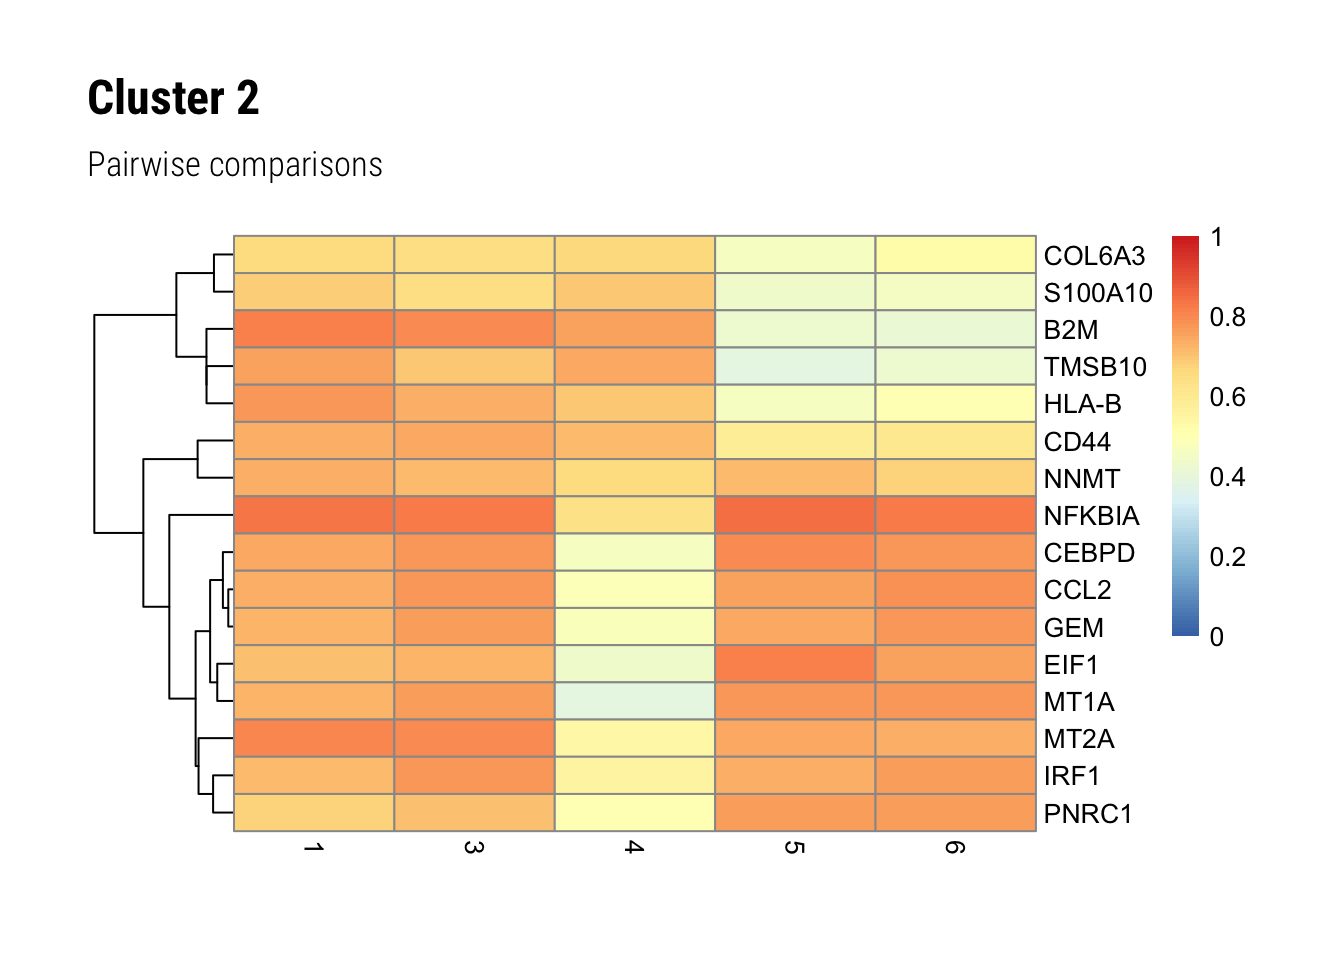 Cluster 2
Pairwise comparisons
COL6A3
S100A10
B2M
TMSB10
HLA-B
CD44
NNMT
NFKBIA
CEBPD
CCL2
GEM
EIF1
MT1A
MT2A
IRF1
PNRC1
1
0.8
0.6
0.4
0.2
0
1 3 4 5 6